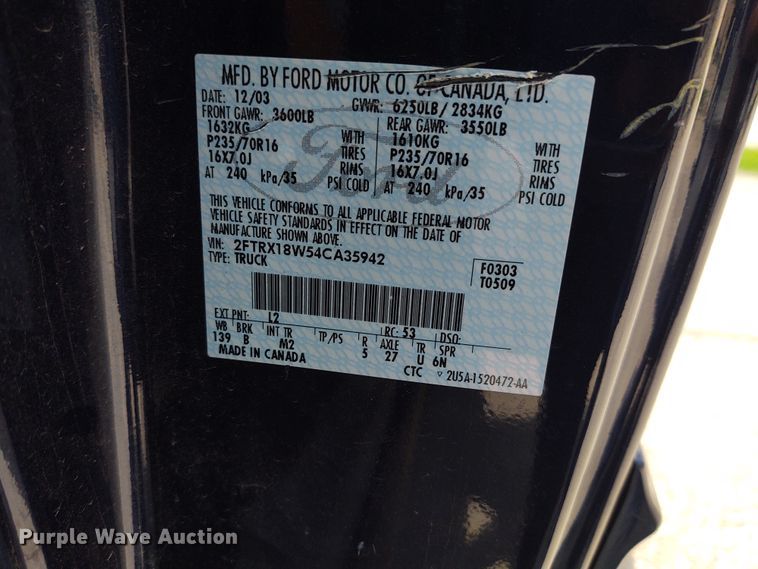 MFD. BY FORD MOTOR CO. OF CANADA, LTD.
DATE: 12/03 GVWR: 6250LB/ 2834KG
FRONT GAWR: 3600LB REAR GAWR: 3550LB
1632KG WITH 1610KG WITH
P235/70R16 TIRES P235/70R16 TIRES
16X7.0J RIMS 16X7.0J RIMS
AT 240 kPa/35 PSI COLD AT 240 kPa/35 PSI COLD
Ford
THIS VEHICLE CONFORMS TO ALL APPLICABLE FEDERAL MOTOR
VEHICLE SAFETY STANDARDS IN EFFECT ON THE DATE OF
MANUFACTURE SHOWN ABOVE.
VIN: 2FTRX18W54CA35942
TYPE: TRUCK
F0303
T0509
EXT PNT: L2 RC: 53 DSO:
WB BRK INT TR TP/PS R AXLE TR SPR
139 B M2 5 27 U 6N
MADE IN CANADA CTC ▽ 2U5A-1520472-AA
Purple Wave Auction